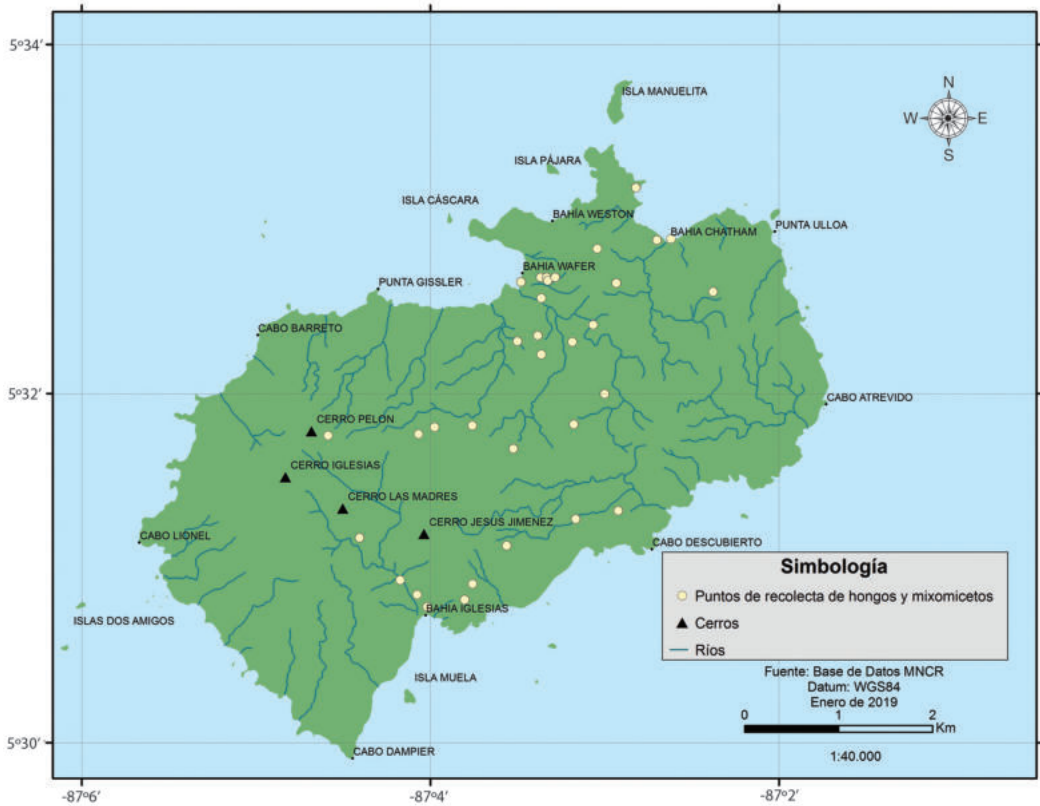 5º34'
ISLA MANUELITA
N
W
E
S
ISLA PÁJARA
ISLA CÁSCARA
BAHÍA WESTON
BAHIA CHATHAM
PUNTA ULLOA
BAHIA WAFER
PUNTA GISSLER
CABO BARRETO
5º32'
CABO ATREVIDO
CERRO PELON
CERRO IGLESIAS
CERRO LAS MADRES
CERRO JESUS JIMENEZ
CABO LIONEL
CABO DESCUBIERTO
Simbología
Puntos de recolecta de hongos y mixomicetos
Cerros
Ríos
BAHIA IGLESIAS
ISLAS DOS AMIGOS
ISLA MUELA
Fuente: Base de Datos MNCR
Datum: WGS84
Enero de 2019
0 1 2
Km
1:40.000
5º30'
CABO DAMPIER
-87º6' -87º4' -87º2'